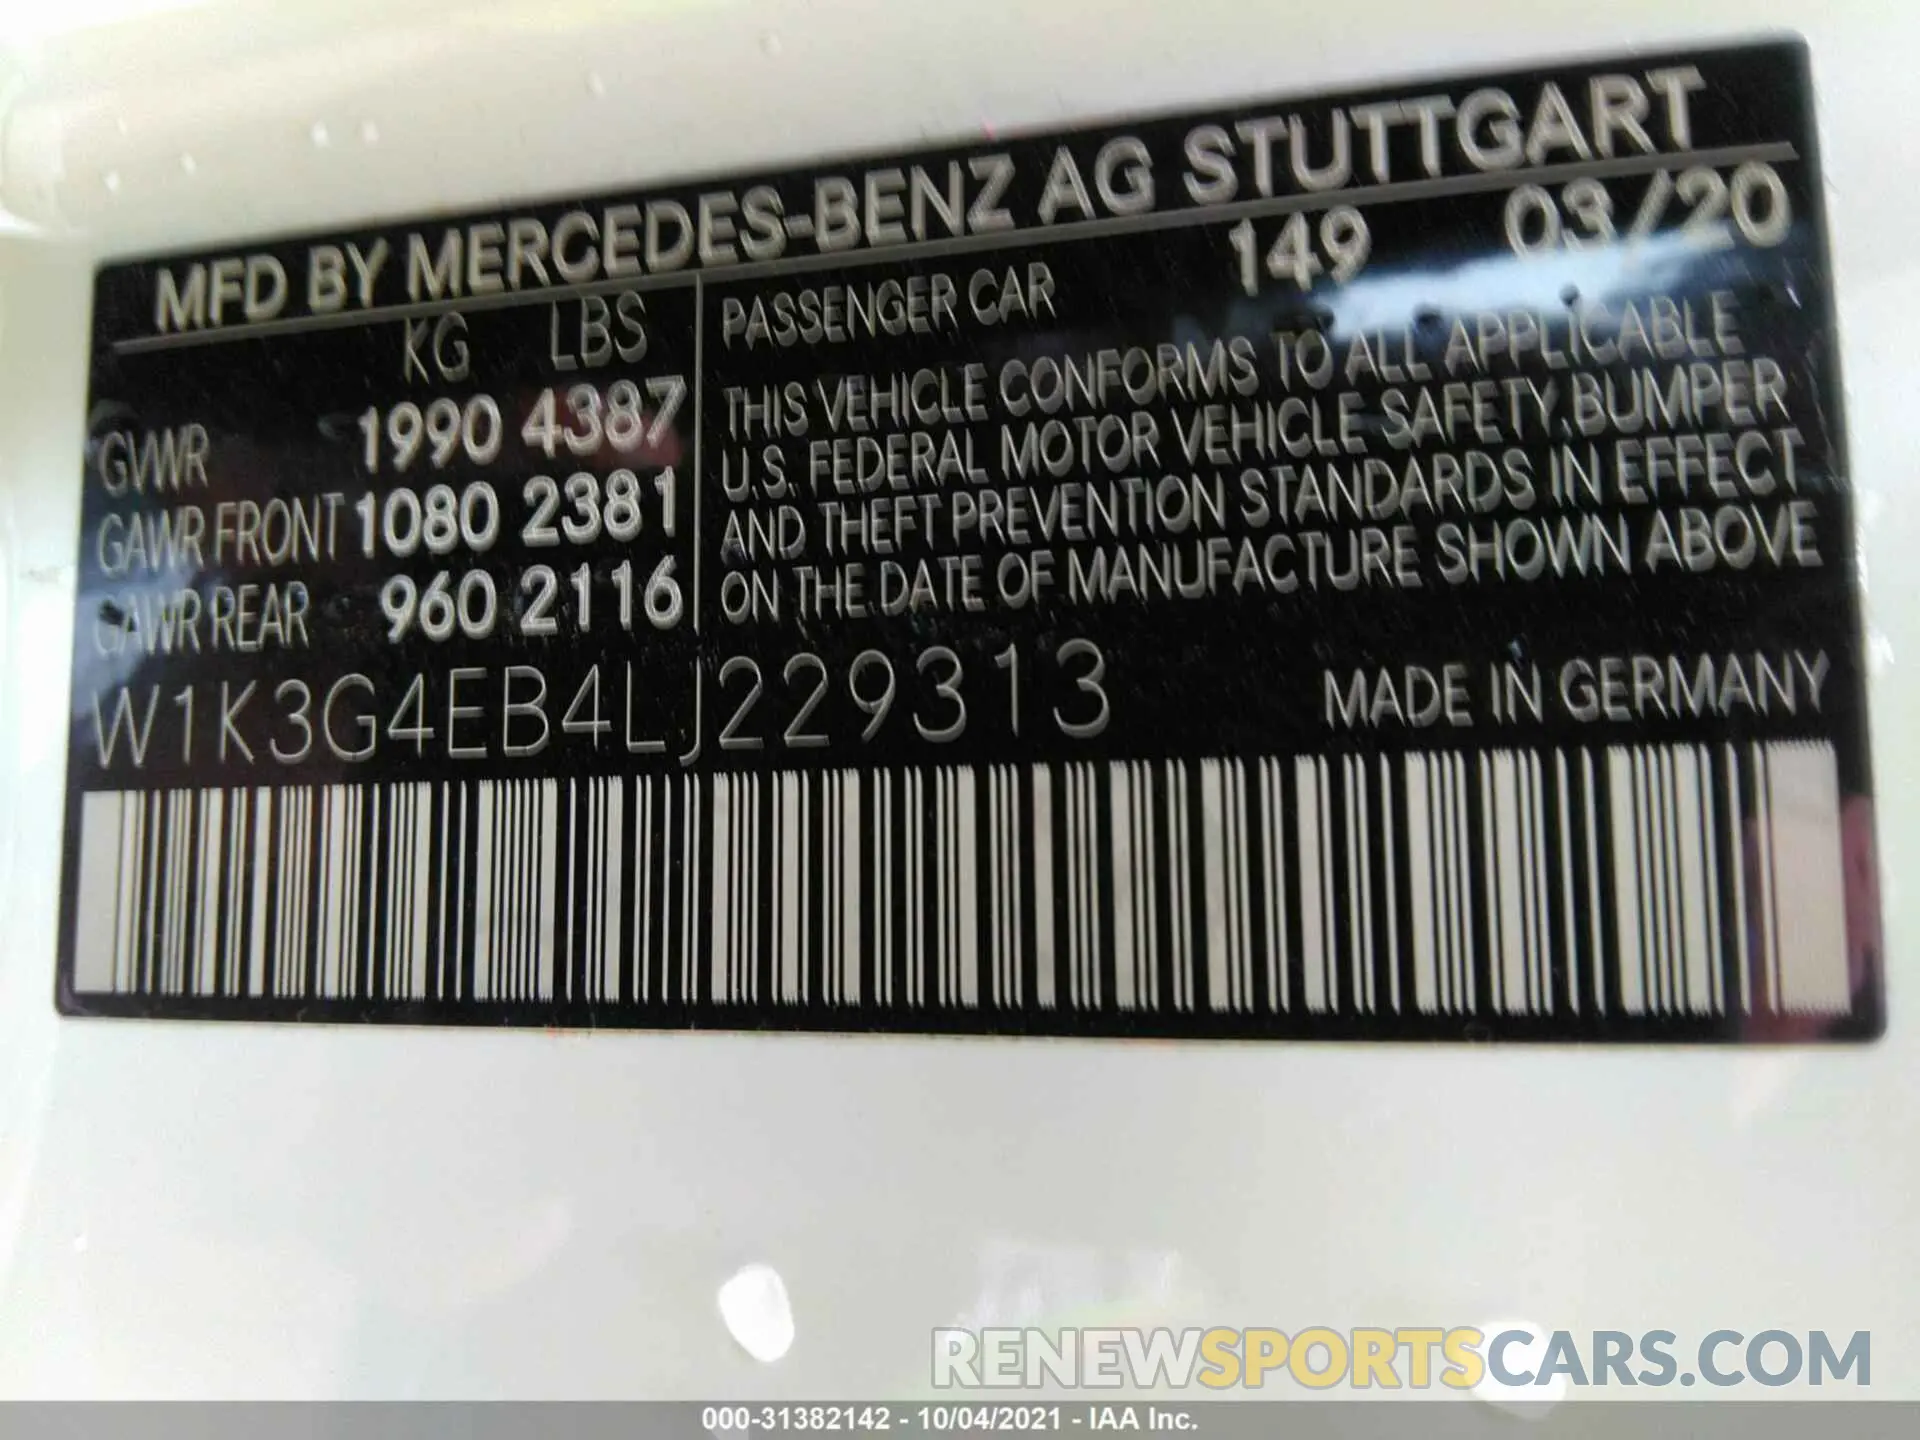 MFD BY MERCEDES-BENZ AG STUTTGART
KG LBS
GVWR 1990 4387
GAWR FRONT 1080 2381
GAWR REAR 960 2116
PASSENGER CAR 149 03/20
THIS VEHICLE CONFORMS TO ALL APPLICABLE
U.S. FEDERAL MOTOR VEHICLE SAFETY, BUMPER
AND THEFT PREVENTION STANDARDS IN EFFECT
ON THE DATE OF MANUFACTURE SHOWN ABOVE
W1K3G4EB4LJ229313 MADE IN GERMANY
RENEWSPORTSCARS.COM
000-31382142 - 10/04/2021 - IAA Inc.